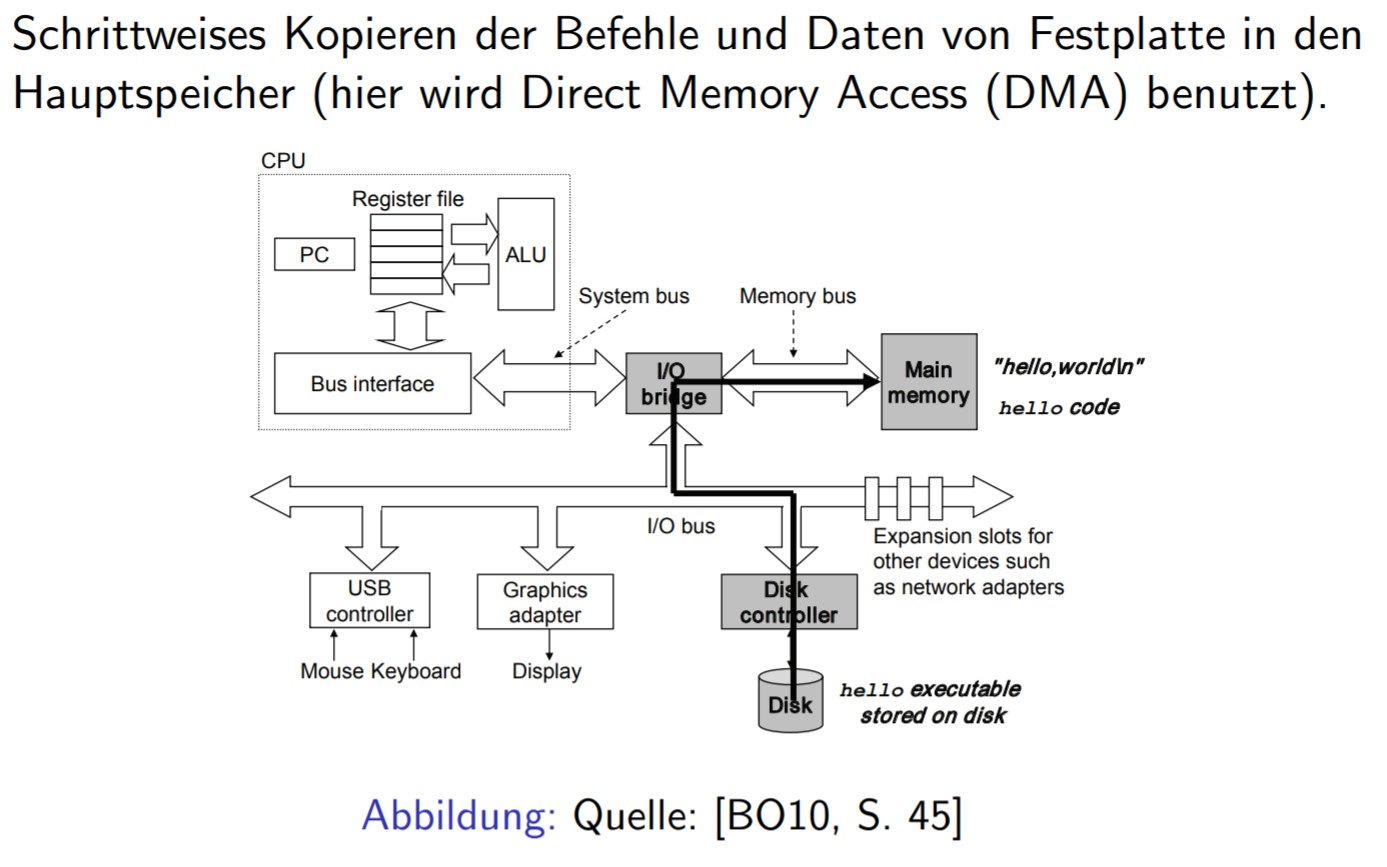 Schrittweises Kopieren der Befehle und Daten von Festplatte in den
Hauptspeicher (hier wird Direct Memory Access (DMA) benutzt).
CPU
Register file
PC
ALU
System bus
Memory bus
Bus interface
I/O
bridge
Main
memory
"hello,world\n"
hello code
I/O bus
Expansion slots for
other devices such
as network adapters
USB
controller
Graphics
adapter
Disk
controller
Mouse Keyboard
Display
Disk
hello executable
stored on disk
Abbildung: Quelle: [BO10, S. 45]